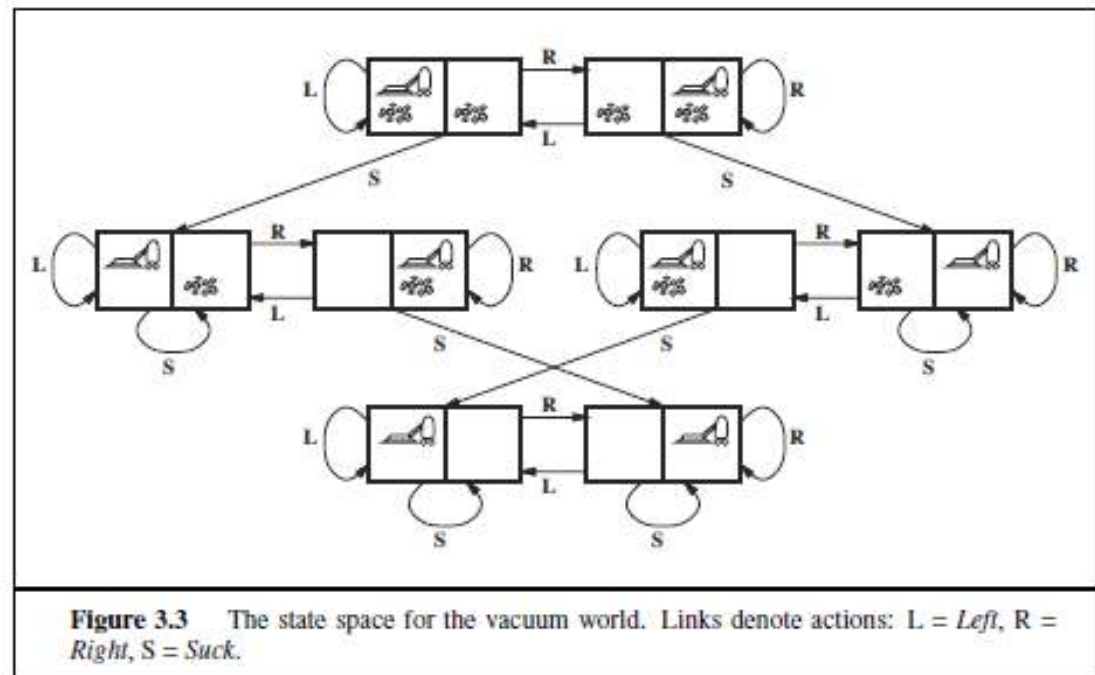 R
L R
L
S S
R R
L R L R
L L
S S
S S
R
L R
L
S S
Figure 3.3 The state space for the vacuum world. Links denote actions: L = Left, R =
Right, S = Suck.